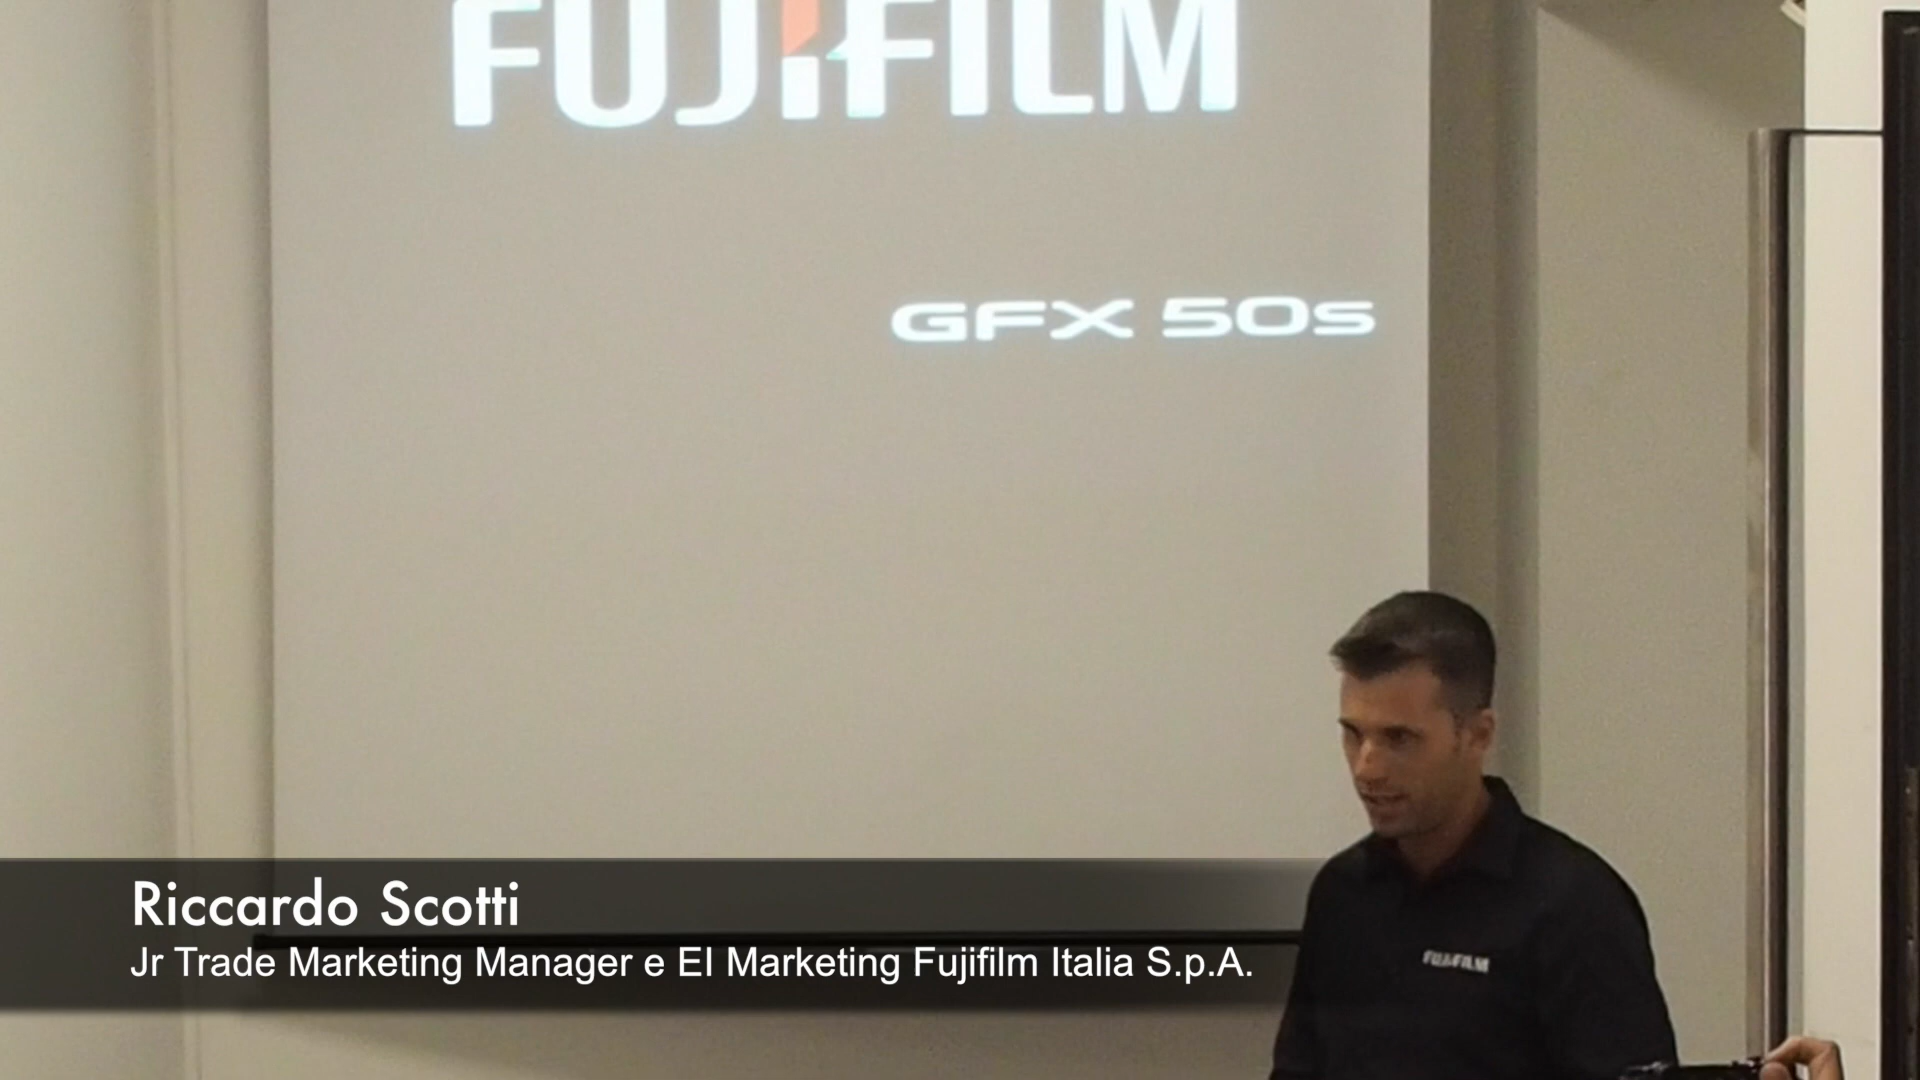 FUJIFILM
GFX 50s
Riccardo Scotti
Jr Trade Marketing Manager e EI Marketing Fujifilm Italia S.p.A.
FUJIFILM